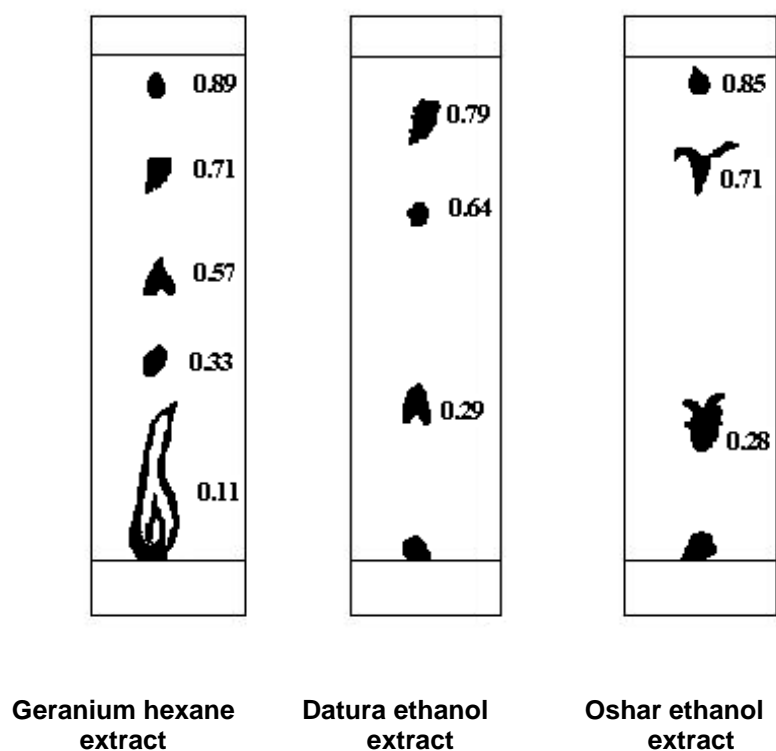 0.89
0.71
0.57
0.33
0.11
Geranium hexane
extract
0.79
0.64
0.29
Datura ethanol
extract
0.85
0.71
0.28
Oshar ethanol
extract